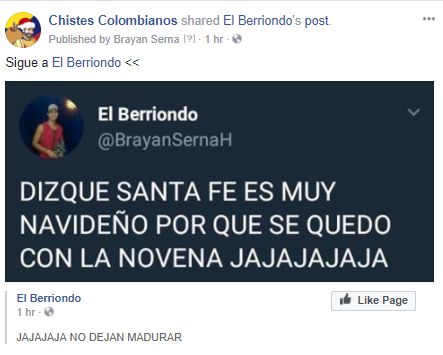 Chistes Colombianos shared El Berriondo's post.
Published by Brayan Serna [?] · 1 hr ·
Sigue a El Berriondo <<
El Berriondo
@BrayanSernaH
DIZQUE SANTA FE ES MUY
NAVIDEÑO POR QUE SE QUEDO
CON LA NOVENA JAJAJAJAJA
El Berriondo
1 hr ·
Like Page
JAJAJAJA NO DEJAN MADURAR